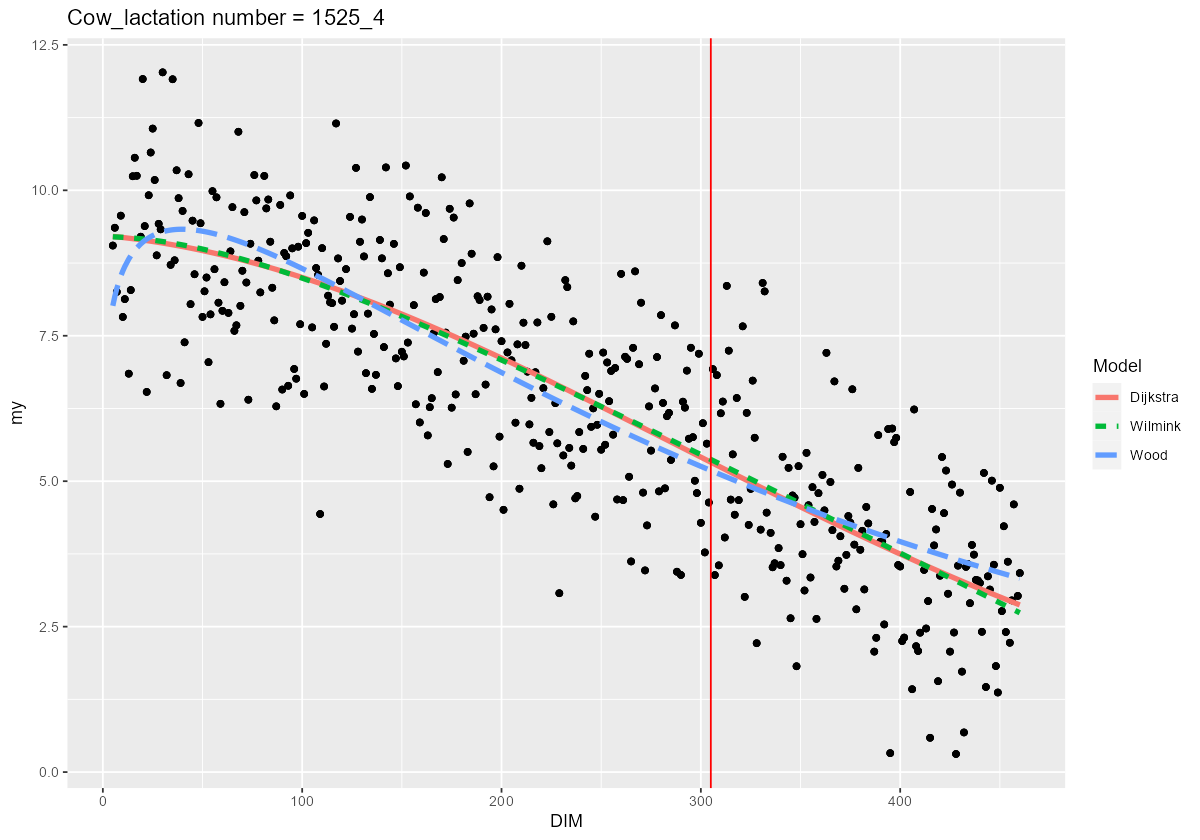 Cow_lactation number = 1525_4
12.5
10.0
7.5
5.0
2.5
0.0
my
0 100 200 300 400
DIM
Model
Dijkstra
Wilmink
Wood